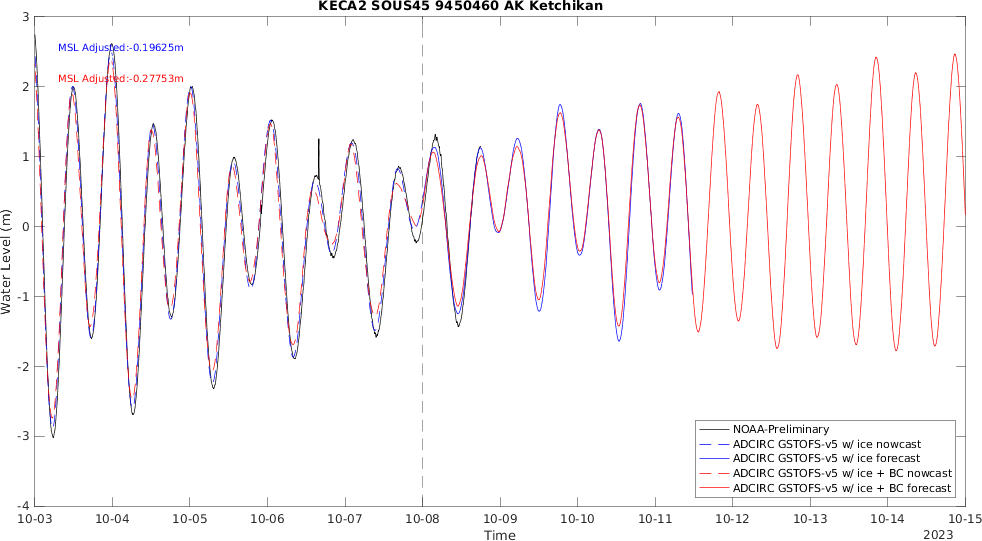 KECA2 SOUS45 9450460 AK Ketchikan
3
MSL Adjusted:-0.19625m
MSL Adjusted:-0.27753m
2
1
0
-1
-2
-3
-4
Water Level (m)
NOAA-Preliminary
ADCIRC GSTOFS-v5 w/ ice nowcast
ADCIRC GSTOFS-v5 w/ ice forecast
ADCIRC GSTOFS-v5 w/ ice + BC nowcast
ADCIRC GSTOFS-v5 w/ ice + BC forecast
10-03 10-04 10-05 10-06 10-07 10-08 10-09 10-10 10-11 10-12 10-13 10-14 10-15
Time
2023